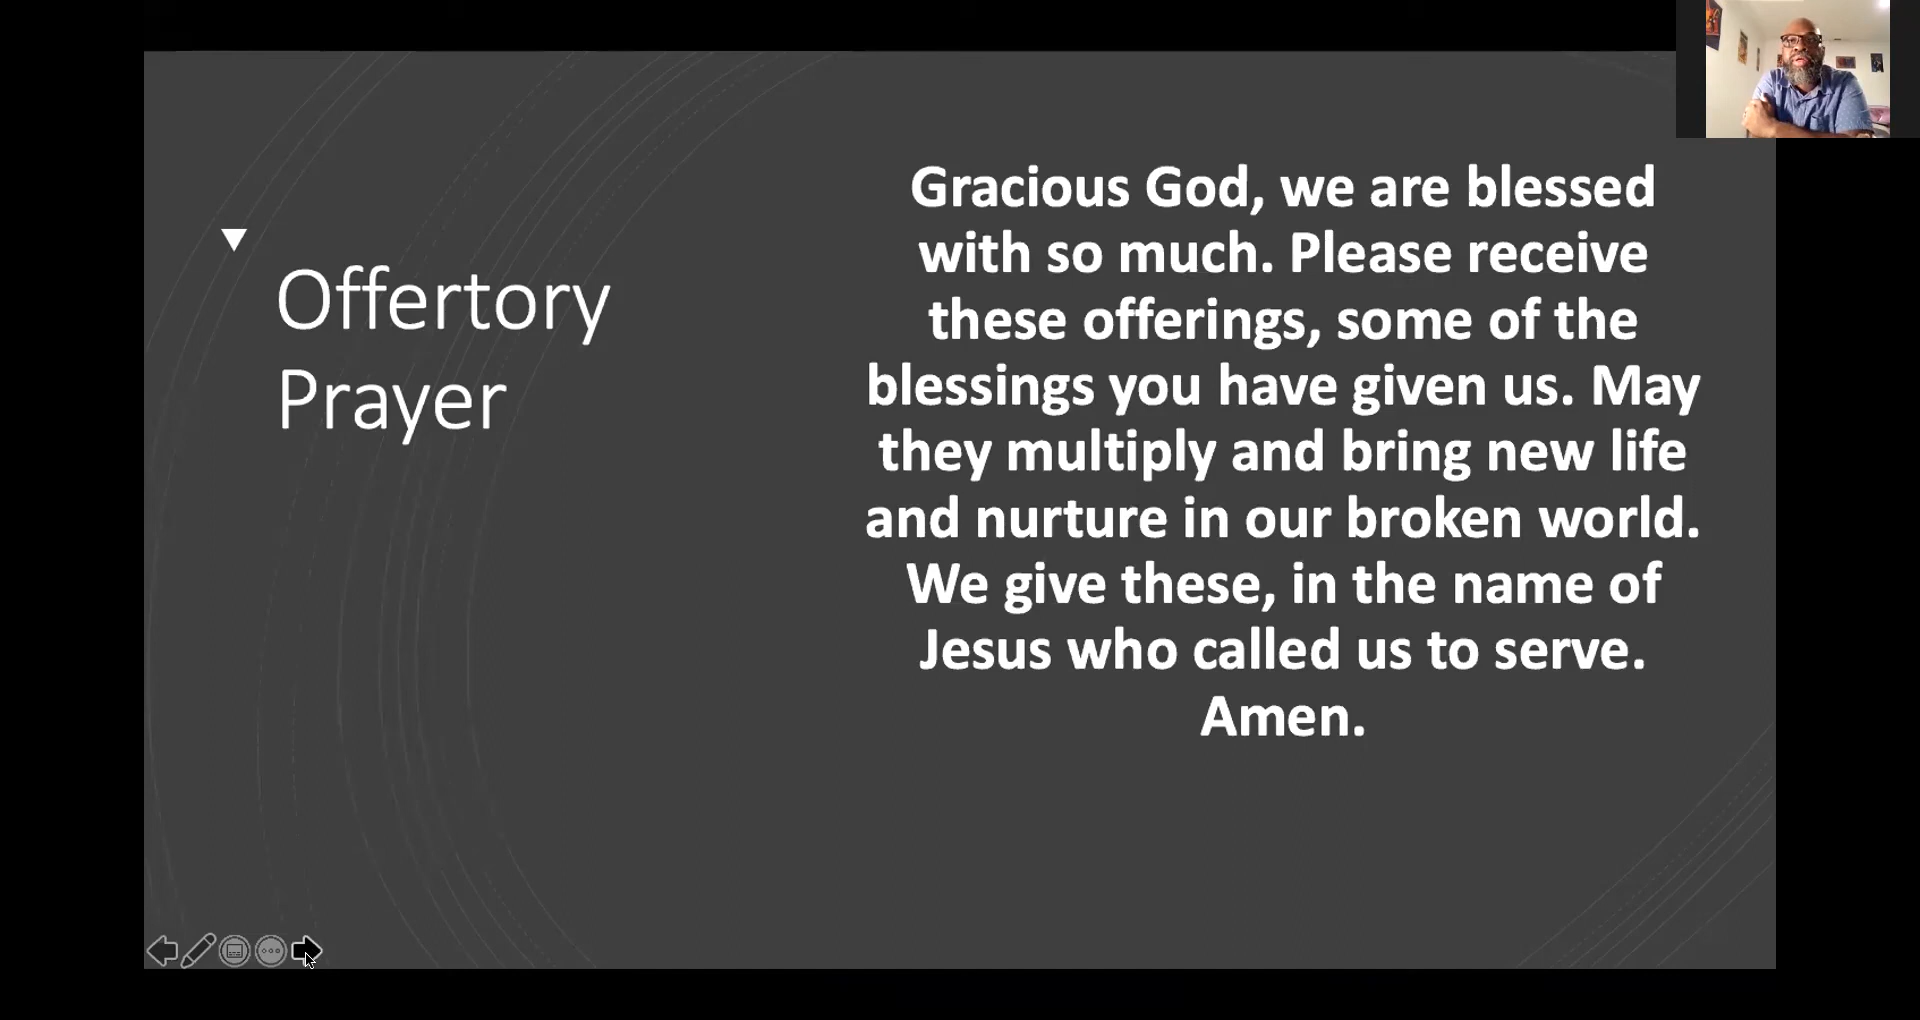 Offertory
Prayer
Gracious God, we are blessed
with so much. Please receive
these offerings, some of the
blessings you have given us. May
they multiply and bring new life
and nurture in our broken world.
We give these, in the name of
Jesus who called us to serve.
Amen.